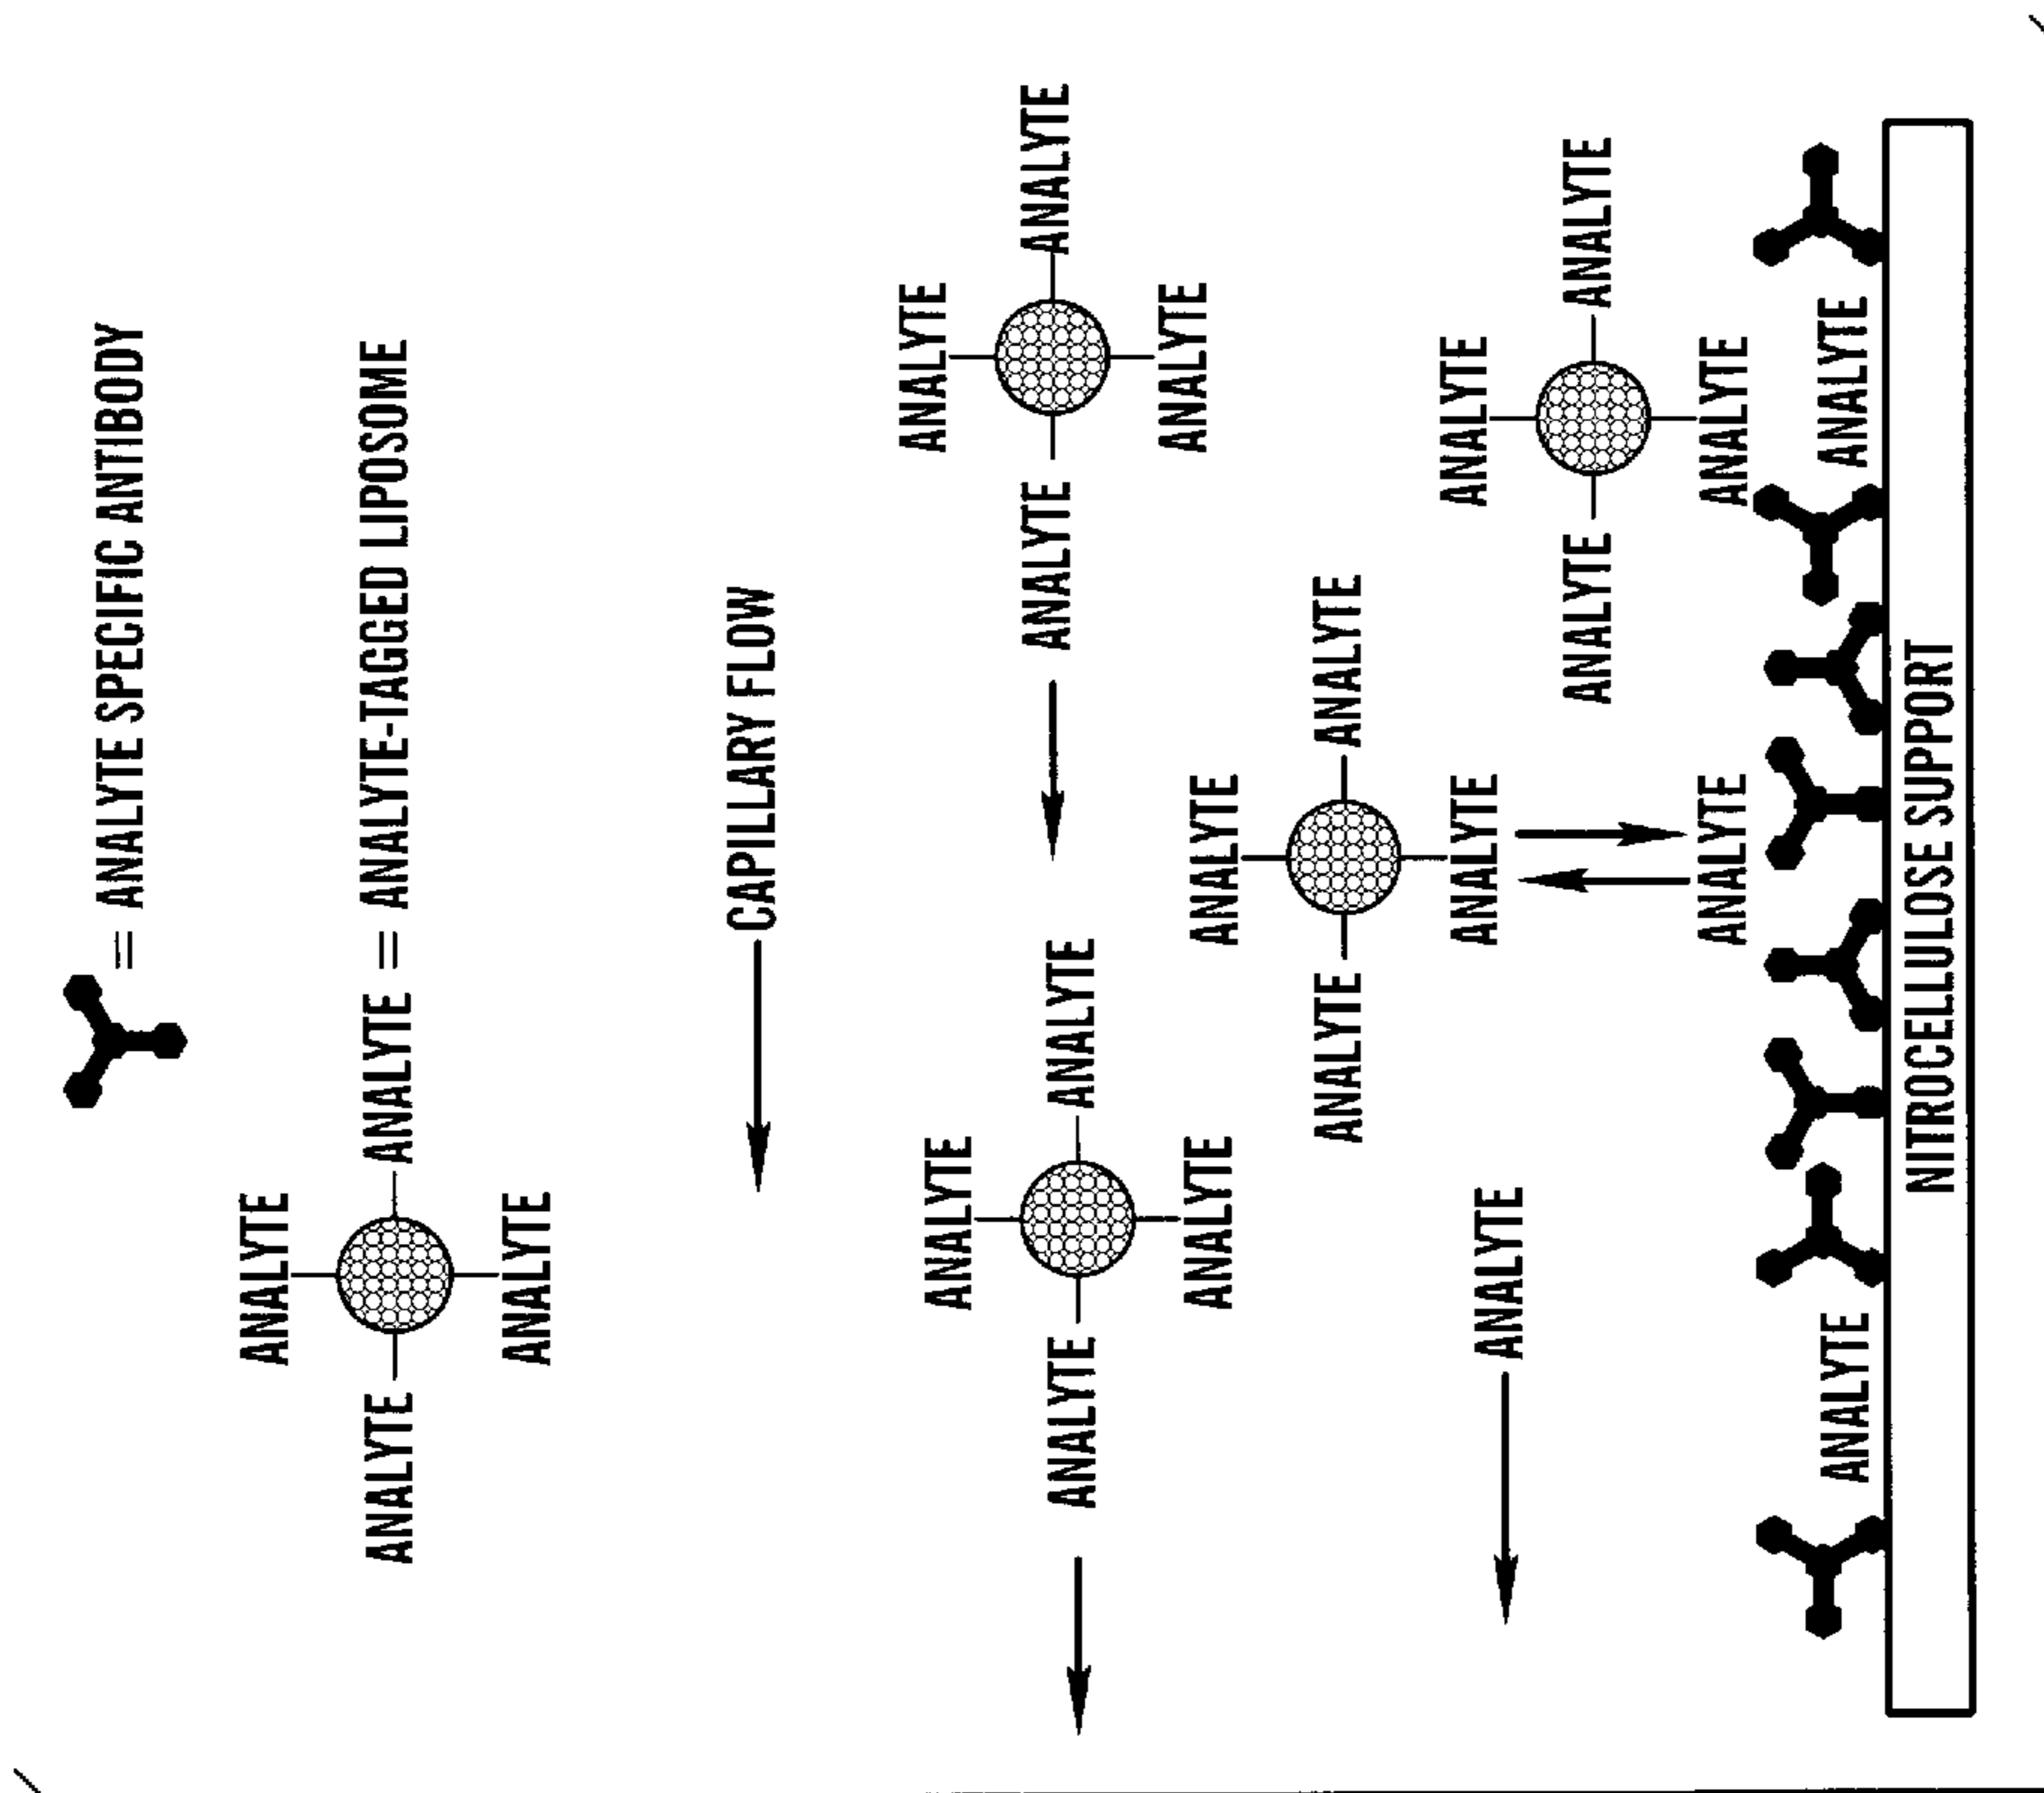 = ANALYTE SPECIFIC ANTIBODY
ANALYTE
ANALYTE ANALYTE = ANALYTE-TAGGED LIPOSOME
ANALYTE
CAPILLARY FLOW
ANALYTE ANALYTE
ANALYTE ANALYTE ANALYTE ANALYTE
ANALYTE ANALYTE ANALYTE
ANALYTE ANALYTE
ANALYTE ANALYTE ANALYTE
ANALYTE ANALYTE
ANALYTE ANALYTE
ANALYTE ANALYTE
NITROCELLULOSE SUPPORT